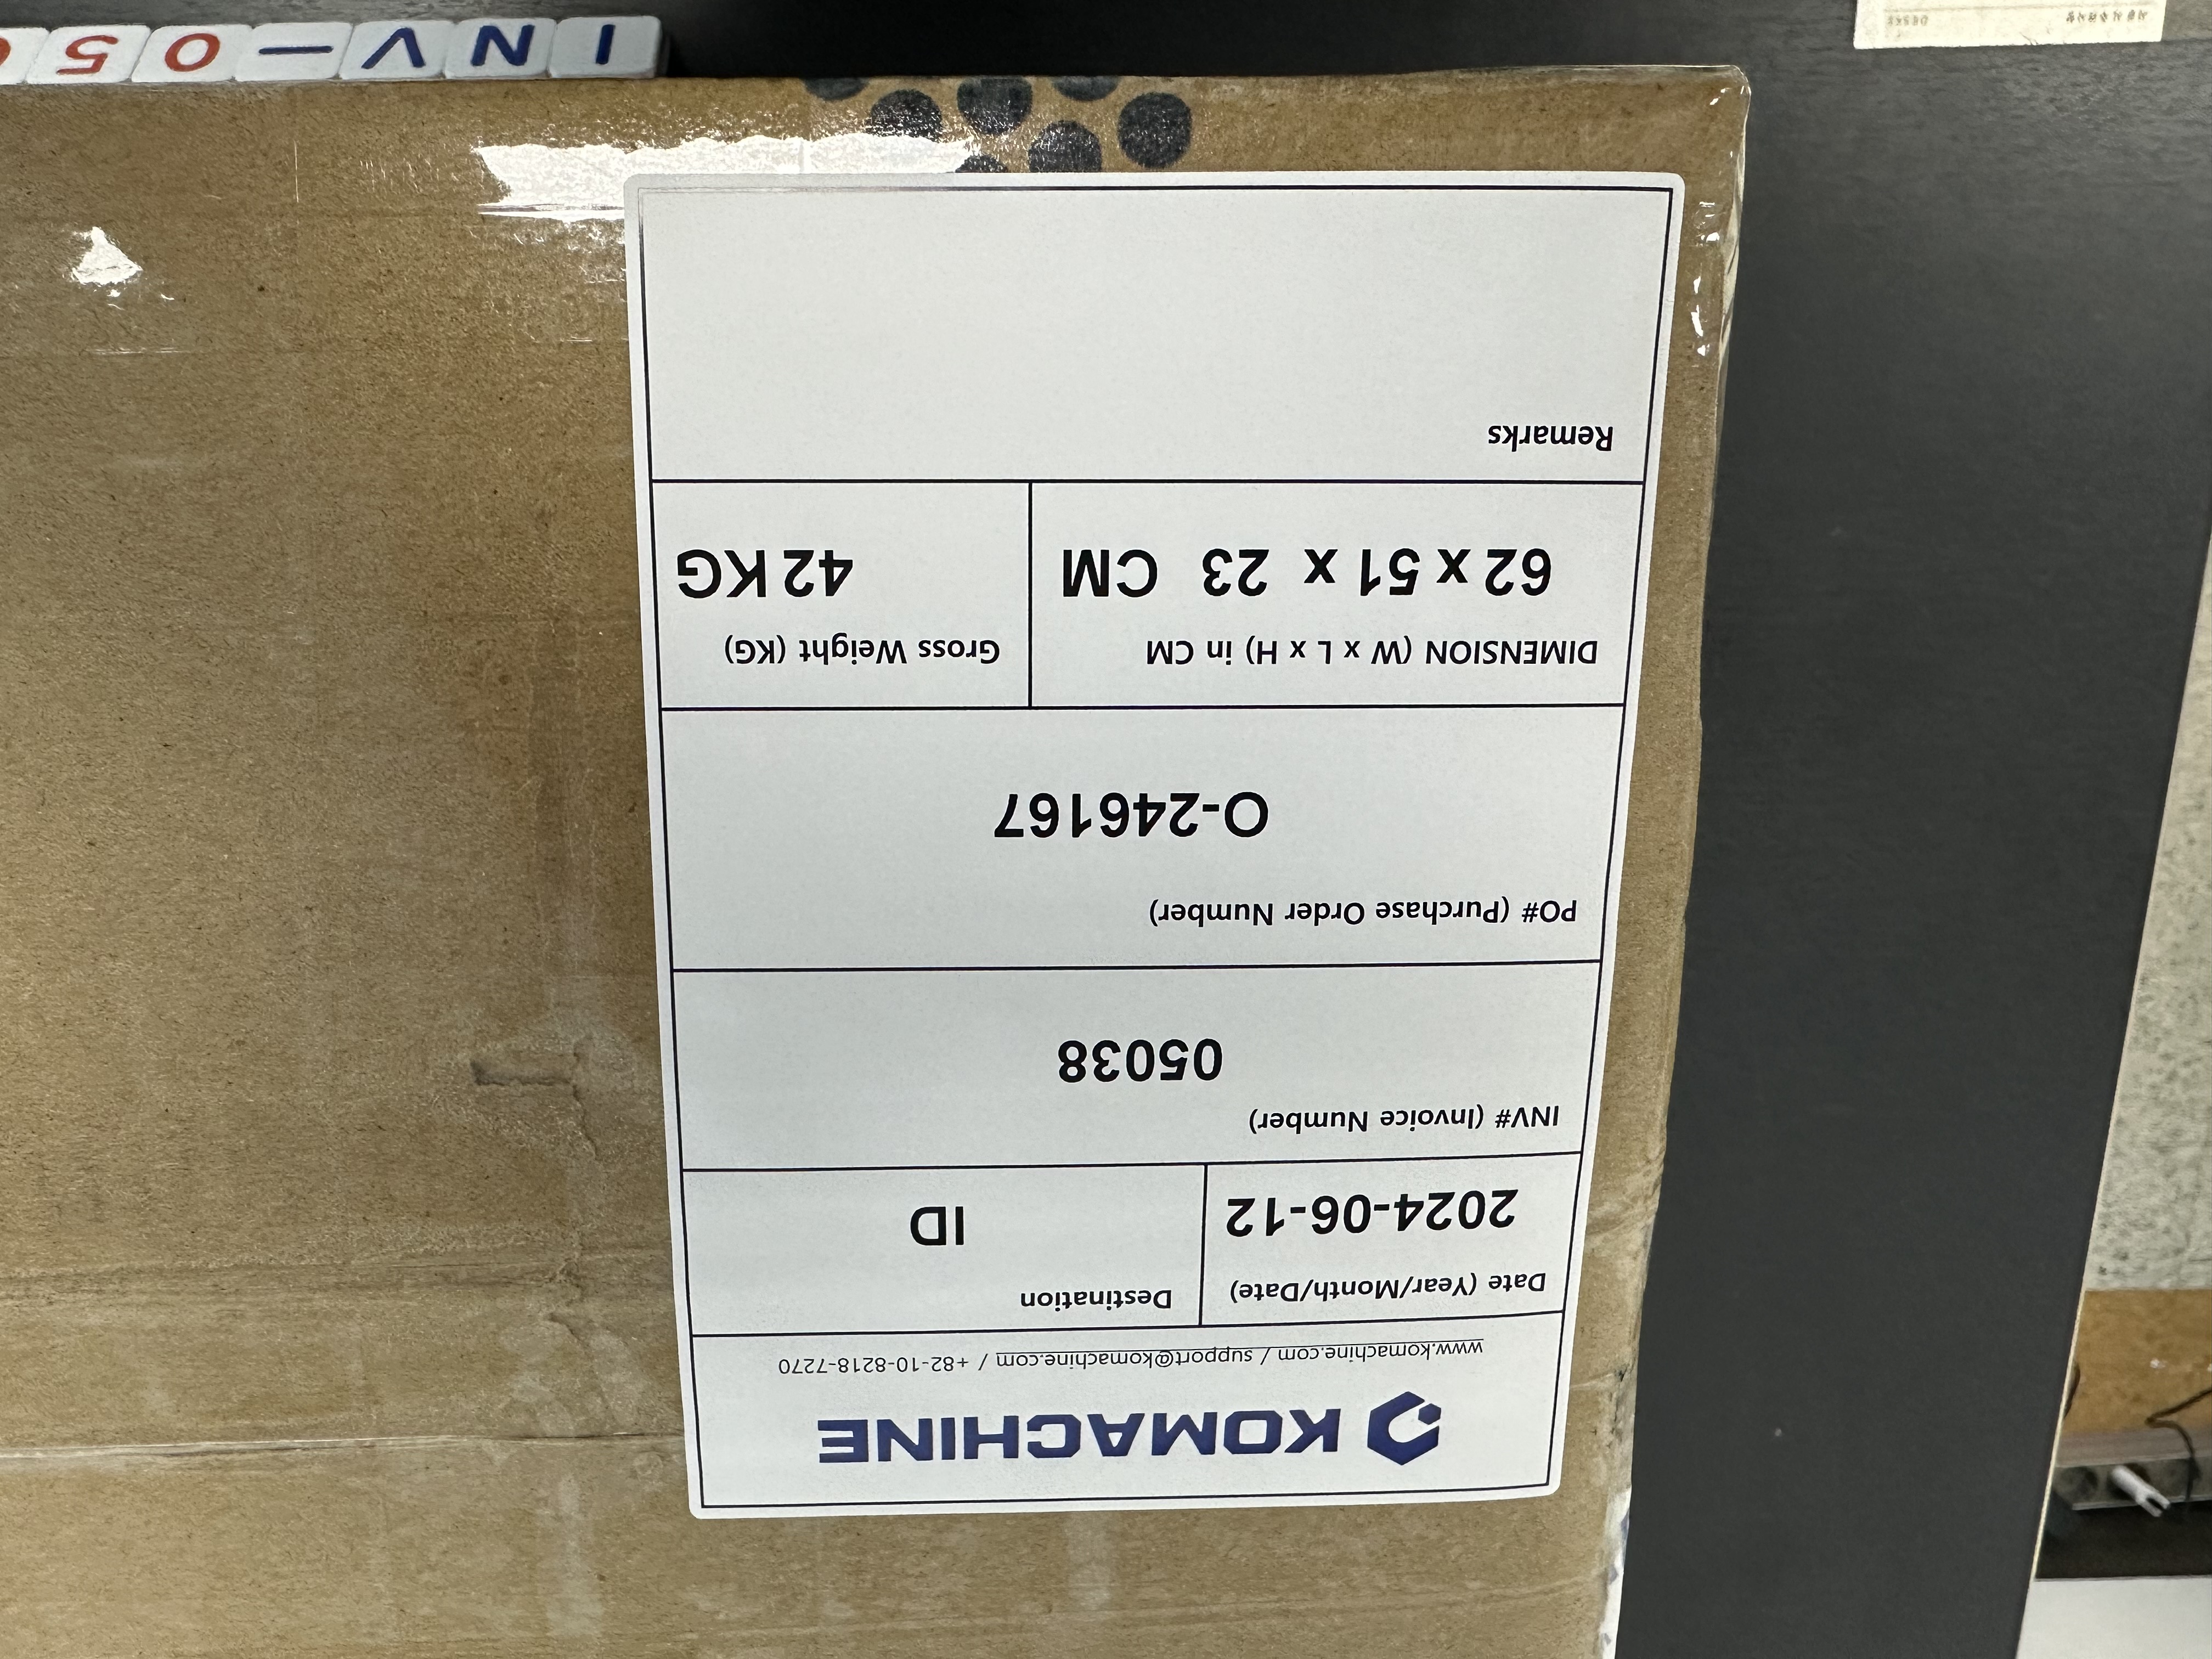 KOMACHINE
www.komachine.com / support@komachine.com / +82-10-8218-7270
Date (Year/Month/Date)
2024-06-12
Destination
ID
INV# (Invoice Number)
05038
PO# (Purchase Order Number)
O-246167
DIMENSION (W x L x H) in CM
62 x 51 x 23 CM
Gross Weight (KG)
42 KG
Remarks
INV-05